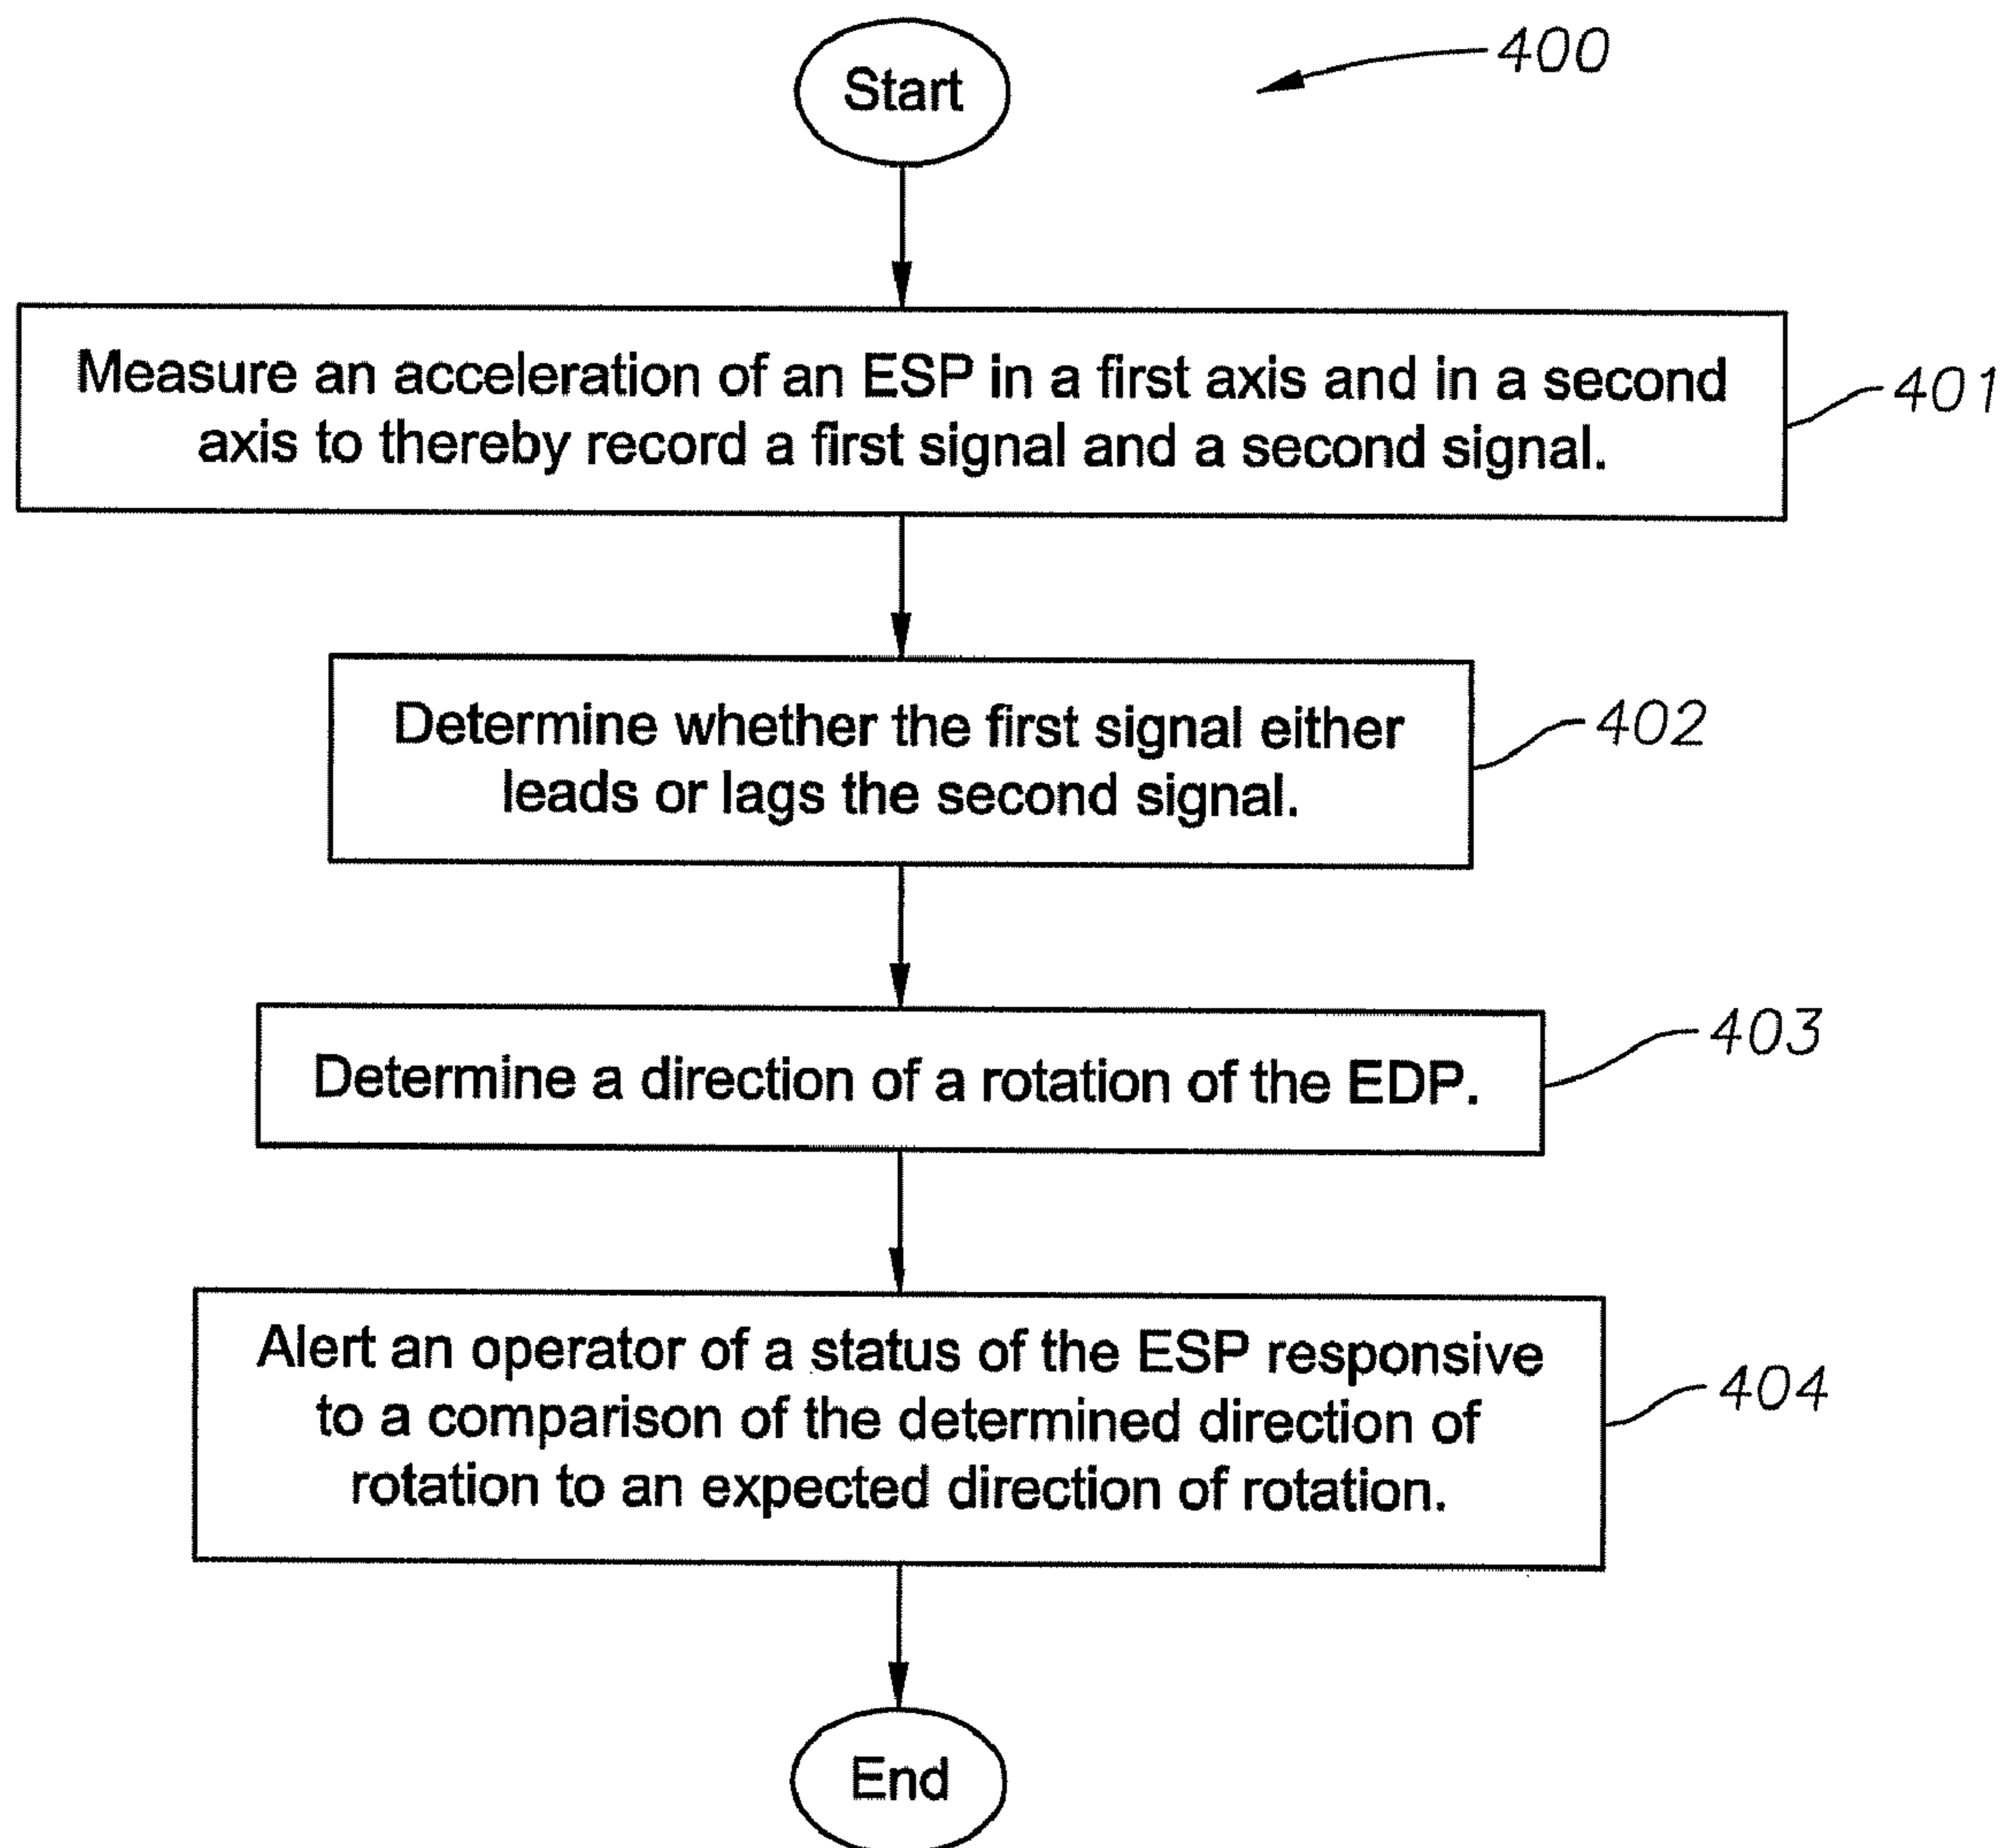 Start
400
Measure an acceleration of an ESP in a first axis and in a second
axis to thereby record a first signal and a second signal.
401
Determine whether the first signal either
leads or lags the second signal.
402
Determine a direction of a rotation of the EDP.
403
Alert an operator of a status of the ESP responsive
to a comparison of the determined direction of
rotation to an expected direction of rotation.
404
End